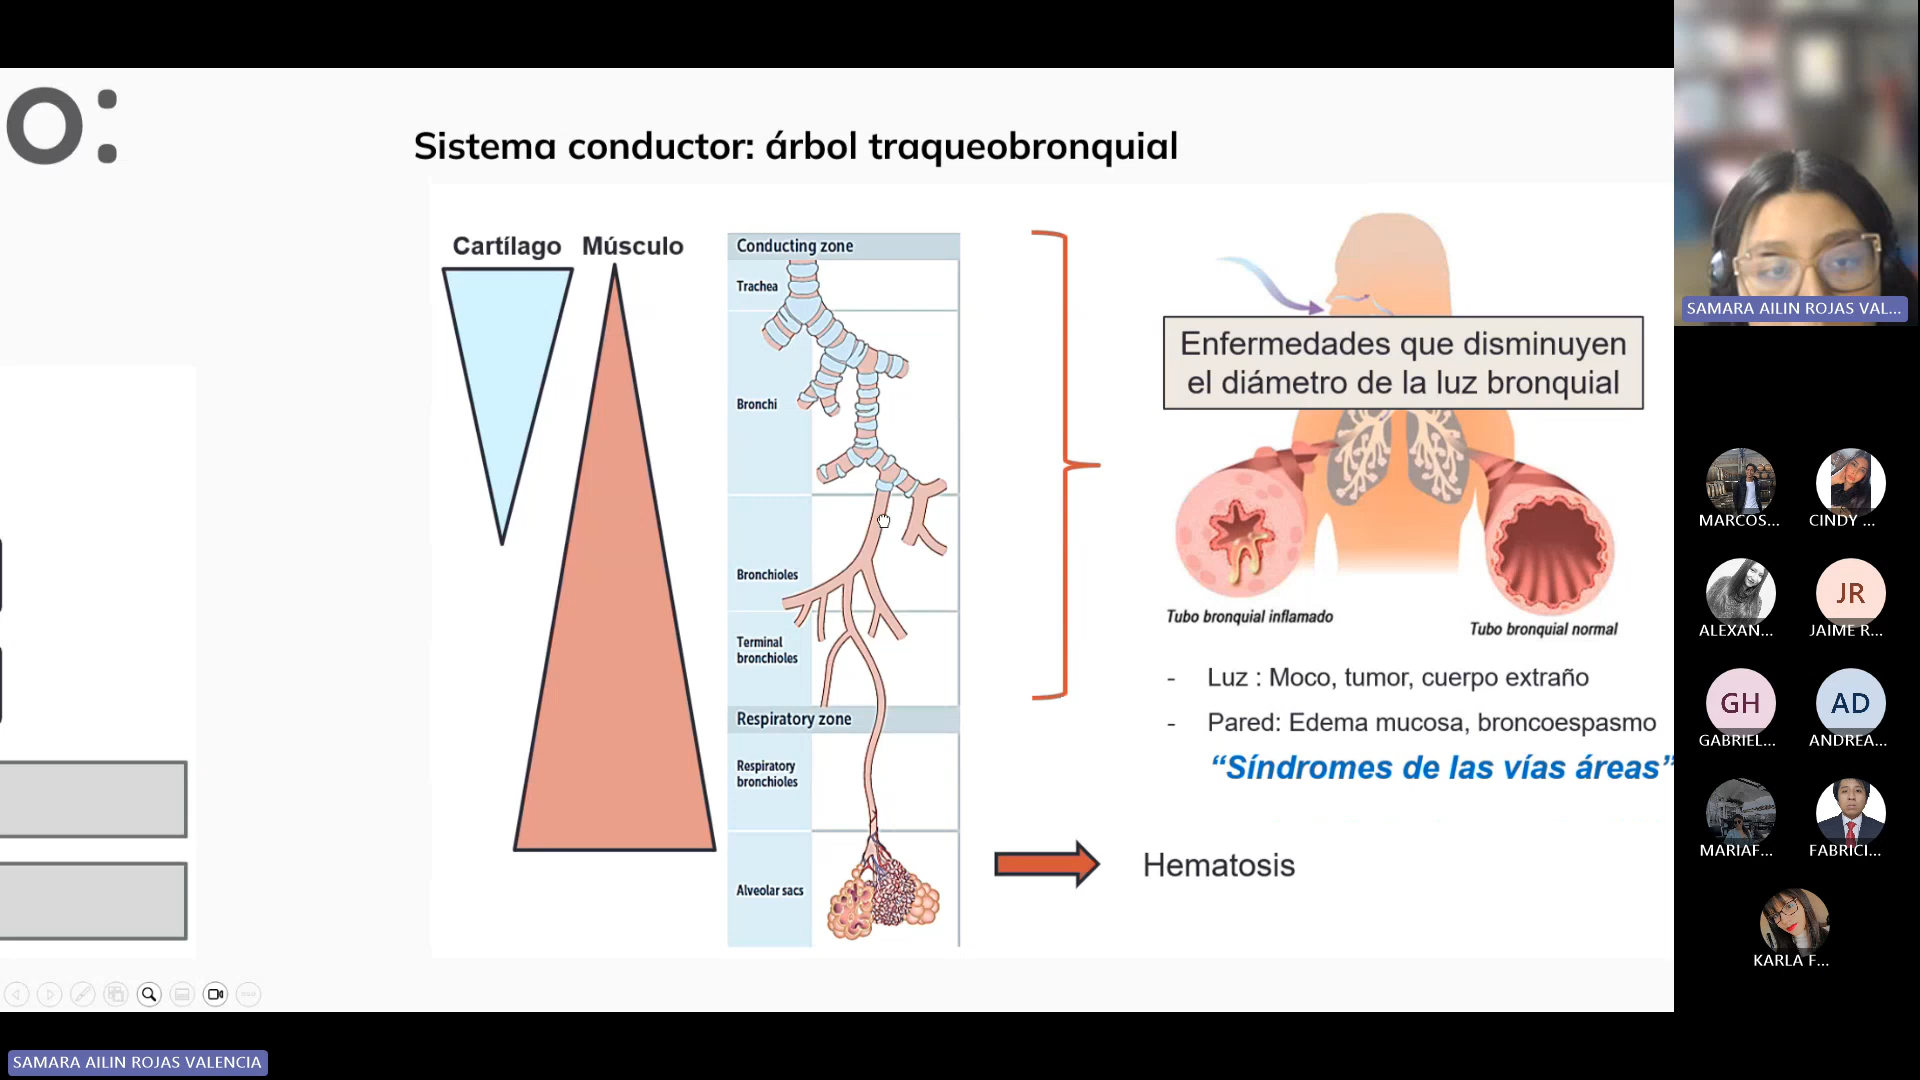 o:
Sistema conductor: árbol traqueobronquial
Cartílago
Músculo
Conducting zone
Trachea
Bronchi
Bronchioles
Terminal
bronchioles
Respiratory zone
Respiratory
bronchioles
Alveolar sacs
Enfermedades que disminuyen
el diámetro de la luz bronquial
Tubo bronquial inflamado
Tubo bronquial normal
- Luz : Moco, tumor, cuerpo extraño
- Pared: Edema mucosa, broncoespasmo
“Síndromes de las vías áreas”
Hematosis
SAMARA AILIN ROJAS VAL...
MARCOS...
CINDY ...
ALEXAN...
JR
JAIME R...
GH
GABRIEL...
AD
ANDREA...
MARIAF...
FABRICI...
KARLA F...
SAMARA AILIN ROJAS VALENCIA